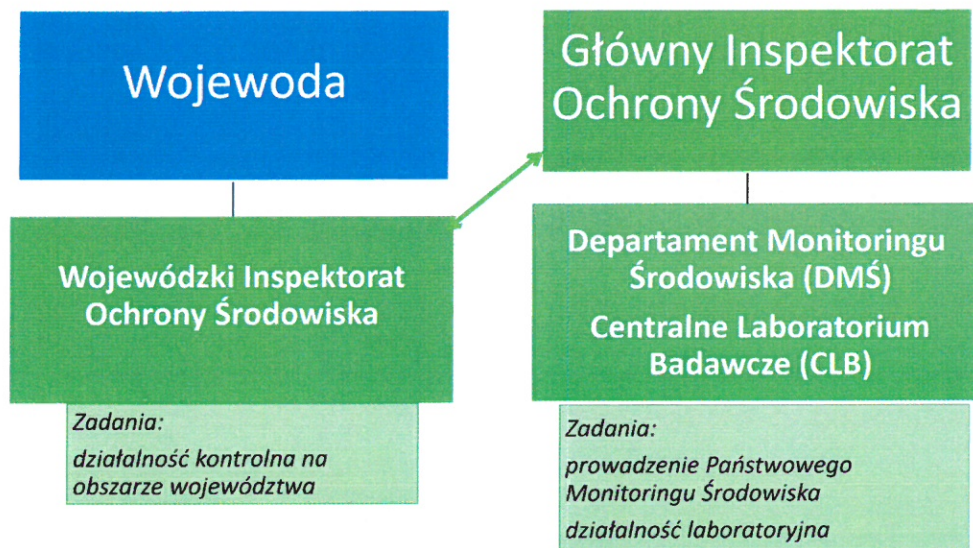 Wojewoda
Główny Inspektorat
Ochrony Środowiska
Wojewódzki Inspektorat
Ochrony Środowiska
Departament Monitoringu
Środowiska (DMŚ)
Centralne Laboratorium
Badawcze (CLB)
Zadania:
działalność kontrolna na
obszarze województwa
Zadania:
prowadzenie Państwowego
Monitoringu Środowiska
działalność laboratoryjna